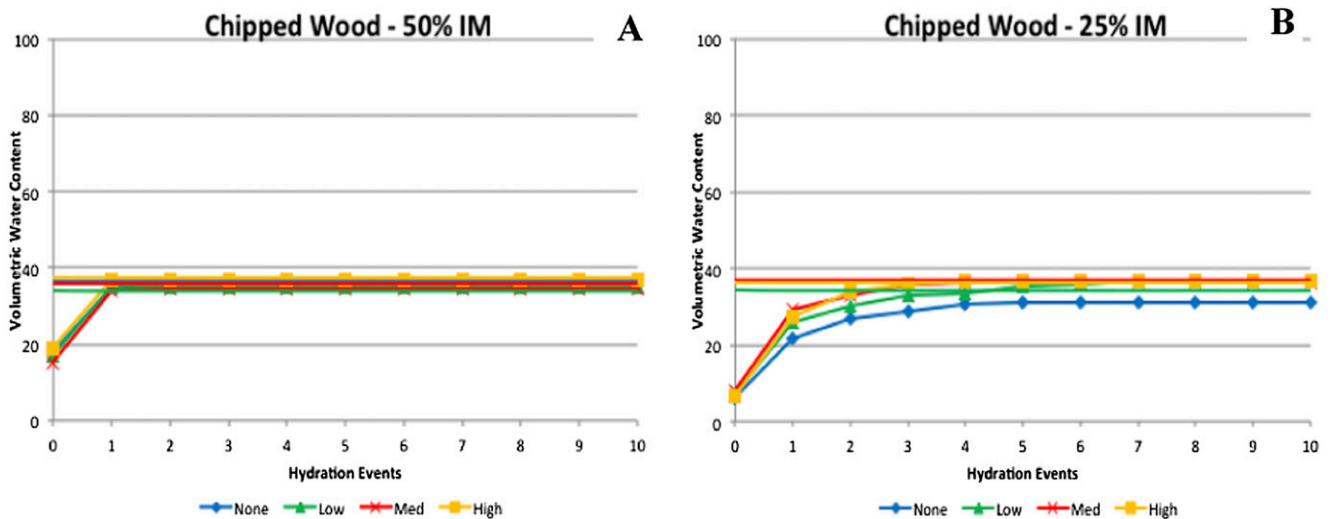 Chipped Wood - 50% IM
A
Volumetric Water Content
100
80
60
40
20
0
0 1 2 3 4 5 6 7 8 9 10
Hydration Events
None Low Med High
Chipped Wood - 25% IM
B
Volumetric Water Content
100
80
60
40
20
0
0 1 2 3 4 5 6 7 8 9 10
Hydration Events
None Low Med High